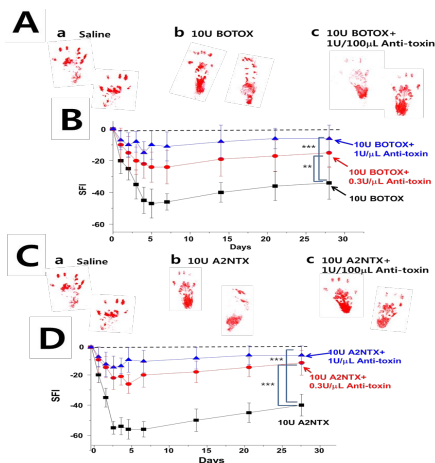 A
a Saline
b 10U BOTOX
c 10U BOTOX+
1U/100μL Anti-toxin
B
0
-20
-40
-60
SFI
0 5 10 15 20 25 30
Days
***
**
10U BOTOX+
1U/μL Anti-toxin
10U BOTOX+
0.3U/μL Anti-toxin
10U BOTOX
C
a Saline
b 10U A2NTX
c 10U A2NTX+
1U/100μL Anti-toxin
D
0
-20
-40
-60
SFI
0 5 10 15 20 25 30
Days
***
***
10U A2NTX+
1U/μL Anti-toxin
10U A2NTX+
0.3U/μL Anti-toxin
10U A2NTX